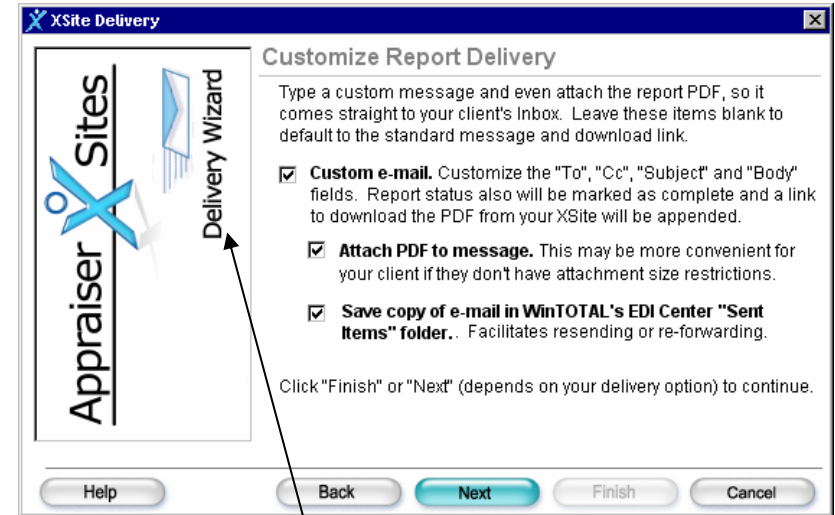 XSite Delivery
Appraiser XSites
Delivery Wizard
Customize Report Delivery
Type a custom message and even attach the report PDF, so it
comes straight to your client's Inbox. Leave these items blank to
default to the standard message and download link.
Custom e-mail. Customize the "To", "Cc", "Subject" and "Body"
fields. Report status also will be marked as complete and a link
to download the PDF from your XSite will be appended.
Attach PDF to message. This may be more convenient for
your client if they don't have attachment size restrictions.
Save copy of e-mail in WinTOTAL's EDI Center "Sent
Items" folder.. Facilitates resending or re-forwarding.
Click "Finish" or "Next" (depends on your delivery option) to continue.
Help Back Next Finish Cancel